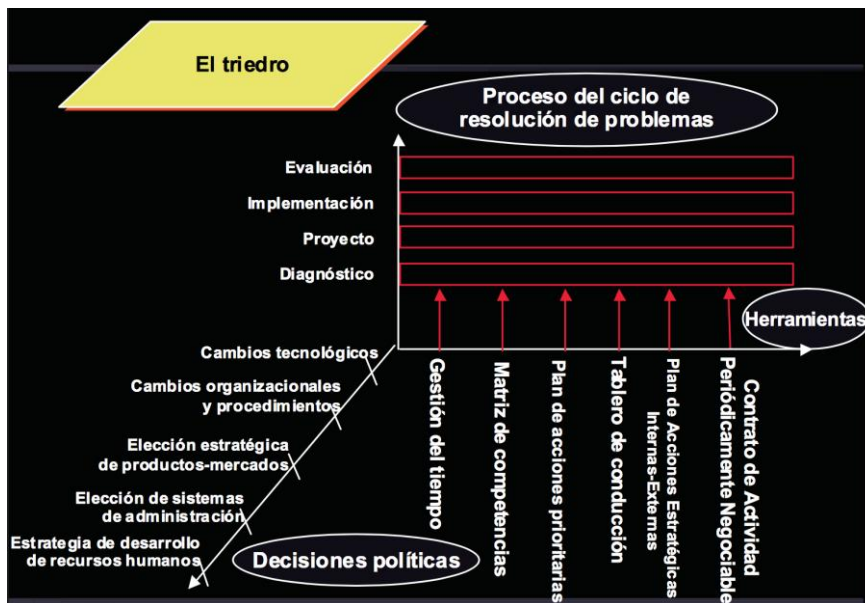 El triedro
Proceso del ciclo de
resolución de problemas
Evaluación
Implementación
Proyecto
Diagnóstico
Herramientas
Cambios tecnológicos
Cambios organizacionales
y procedimientos
Elección estratégica
de productos-mercados
Elección de sistemas
de administración
Estrategia de desarrollo
de recursos humanos
Decisiones políticas
Gestión del tiempo
Matriz de competencias
Plan de acciones prioritarias
Tablero de conducción
Plan de Acciones Estratégicas
Internas-Externas
Contrato de Actividad
Periódicamente Negociable